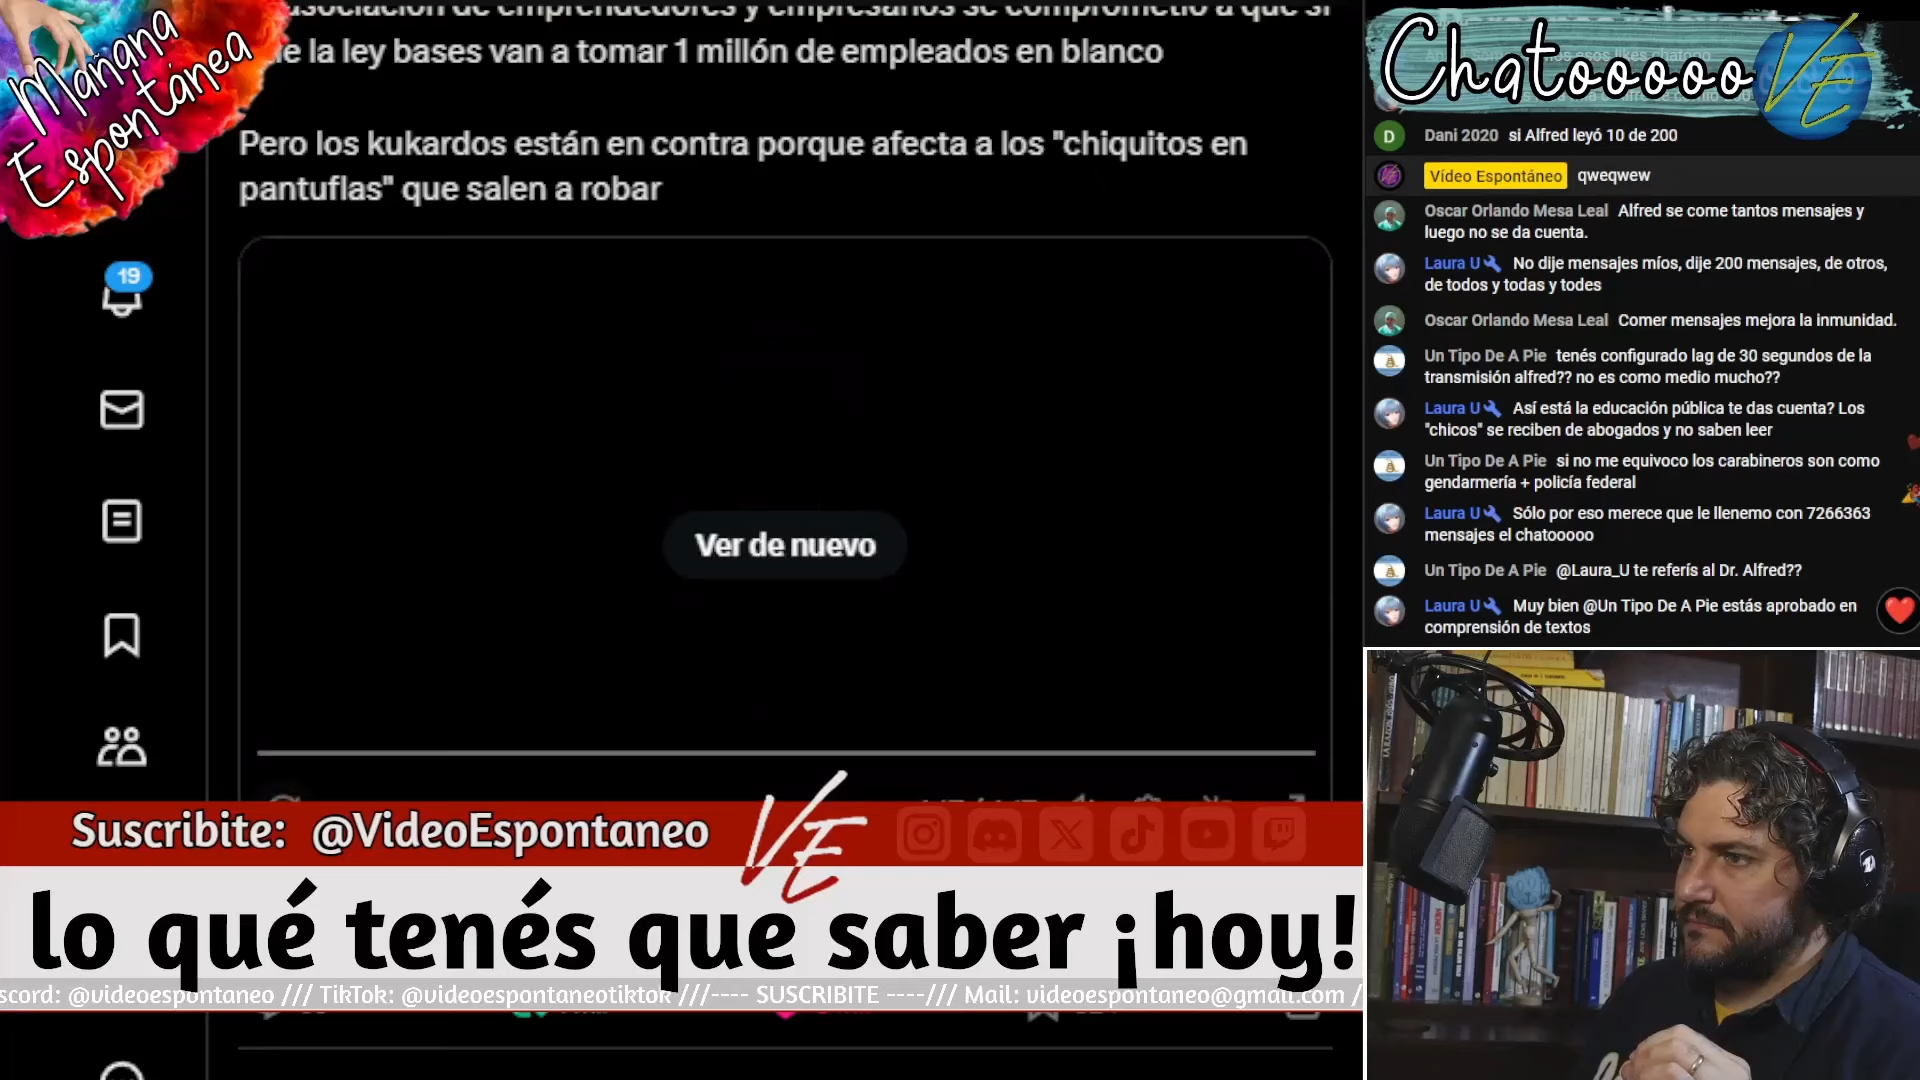 asociación de emprendedores y empresarios se comprometió a que si
la ley bases van a tomar 1 millón de empleados en blanco
Pero los kukardos están en contra porque afecta a los "chiquitos en
pantuflas" que salen a robar
Mañana
Espontánea
19
Ver de nuevo
Chatooooo VE
Dani 2020 si Alfred leyó 10 de 200
Vídeo Espontáneo qweqwew
Oscar Orlando Mesa Leal Alfred se come tantos mensajes y
luego no se da cuenta.
Laura U No dije mensajes míos, dije 200 mensajes, de otros,
de todos y todas y todes
Oscar Orlando Mesa Leal Comer mensajes mejora la inmunidad.
Un Tipo De A Pie tenés configurado lag de 30 segundos de la
transmisión alfred?? no es como medio mucho??
Laura U Así está la educación pública te das cuenta? Los
"chicos" se reciben de abogados y no saben leer
Un Tipo De A Pie si no me equivoco los carabineros son como
gendarmería + policía federal
Laura U Sólo por eso merece que le llenemo con 7266363
mensajes el chatooooo
Un Tipo De A Pie @Laura_U te referís al Dr. Alfred??
Laura U Muy bien @Un Tipo De A Pie estás aprobado en
comprensión de textos
Suscribite: @VideoEspontaneo VE
lo qué tenés que saber ¡hoy!
scord: @videoespontaneo /// TikTok: @videoespontaneotiktok ///---- SUSCRIBITE ----/// Mail: videoespontaneo@gmail.com /